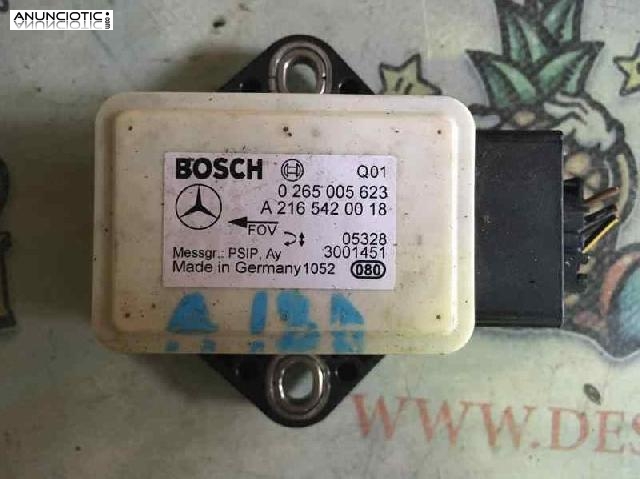 ANUNCIOTIC.COM
BOSCH Q01
0 265 005 623
A 216 542 00 18
FOV
05328
Messgr.: PSIP, Ay 3001451
Made in Germany 1052 080
A 180
WWW.DES